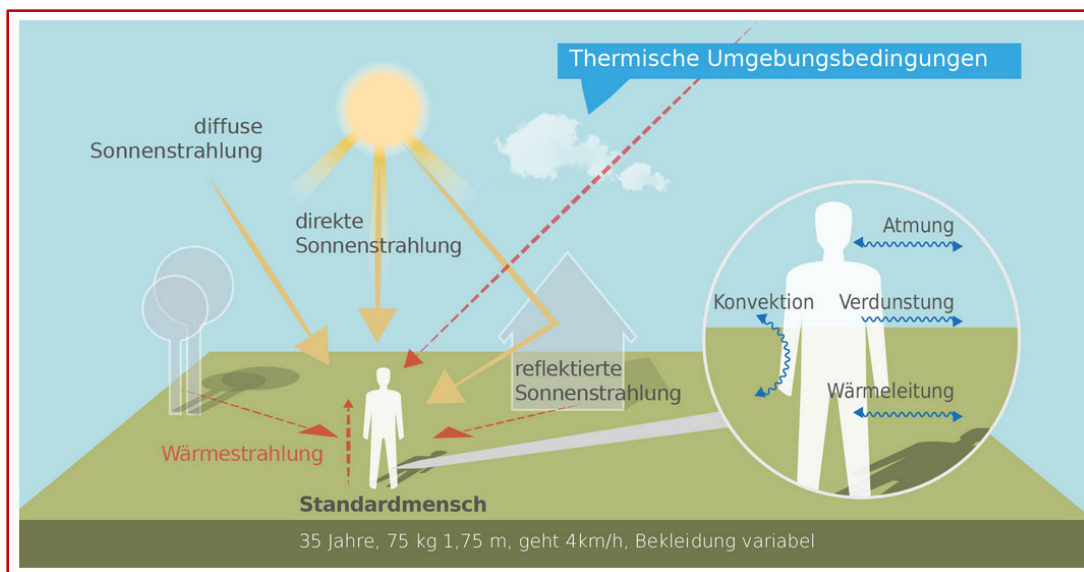 Thermische Umgebungsbedingungen
diffuse
Sonnenstrahlung
direkte
Sonnenstrahlung
Atmung
Konvektion
Verdunstung
reflektierte
Sonnenstrahlung
Wärmeleitung
Wärmestrahlung
Standardmensch
35 Jahre, 75 kg 1,75 m, geht 4km/h, Bekleidung variabel